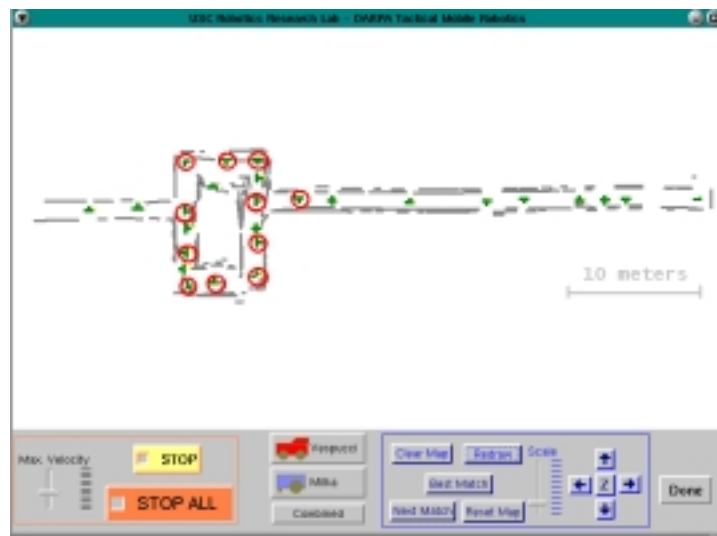 USC Robotics Research Lab - DARPA Tactical Mobile Robotics
10 meters
Max. Velocity
STOP
STOP ALL
Vespucci
Milko
Combined
Clear Map
Redraw
Scale
Best Match
Next Match
Reset Map
Z
Done